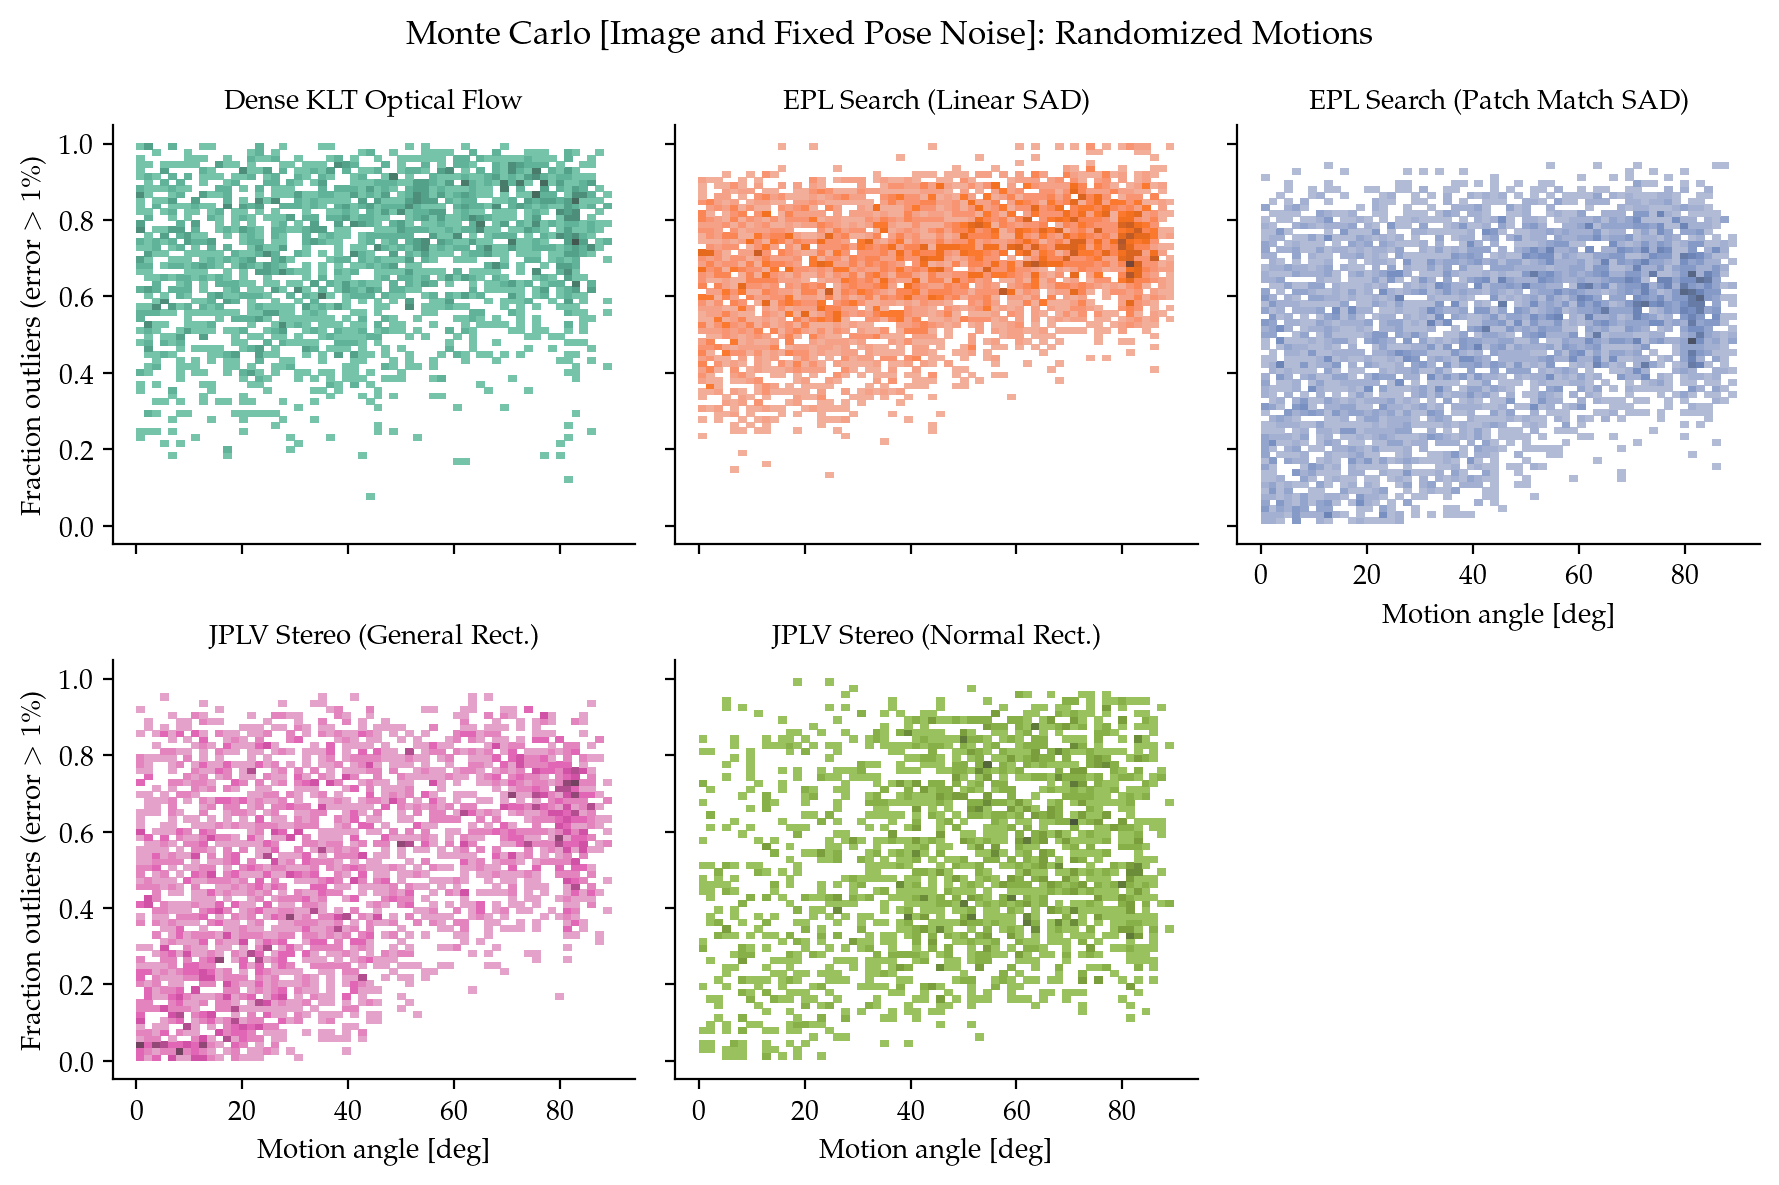 Monte Carlo [Image and Fixed Pose Noise]: Randomized Motions
Dense KLT Optical Flow
EPL Search (Linear SAD)
EPL Search (Patch Match SAD)
Fraction outliers (error > 1%)
1.0
0.8
0.6
0.4
0.2
0.0
0 20 40 60 80
Motion angle [deg]
JPLV Stereo (General Rect.)
JPLV Stereo (Normal Rect.)
Fraction outliers (error > 1%)
1.0
0.8
0.6
0.4
0.2
0.0
0 20 40 60 80
0 20 40 60 80
Motion angle [deg]
Motion angle [deg]